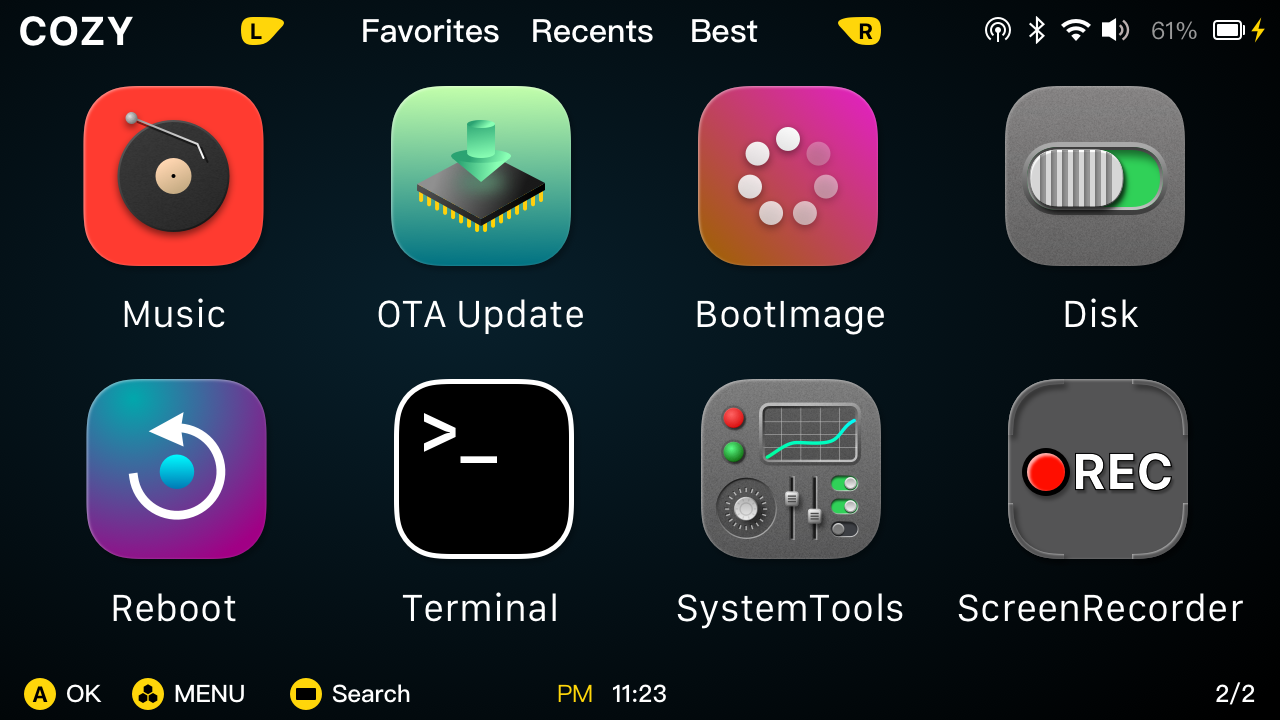 COZY L Favorites Recents Best R 61%
Music OTA Update BootImage Disk
>_ REC
Reboot Terminal SystemTools ScreenRecorder
A OK MENU Search PM 11:23 2/2